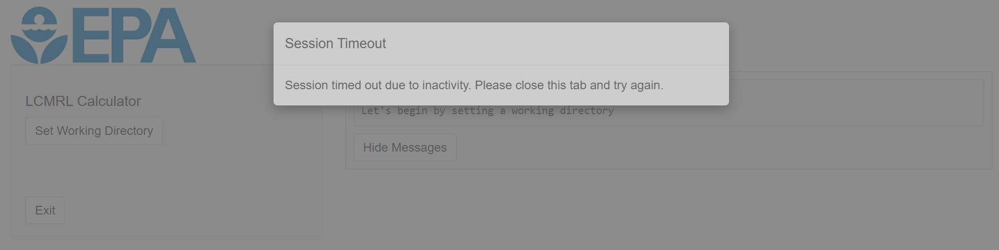 EPA
Session Timeout
Session timed out due to inactivity. Please close this tab and try again.
LCMRL Calculator
Set Working Directory
Exit
Let's begin by setting a working directory
Hide Messages